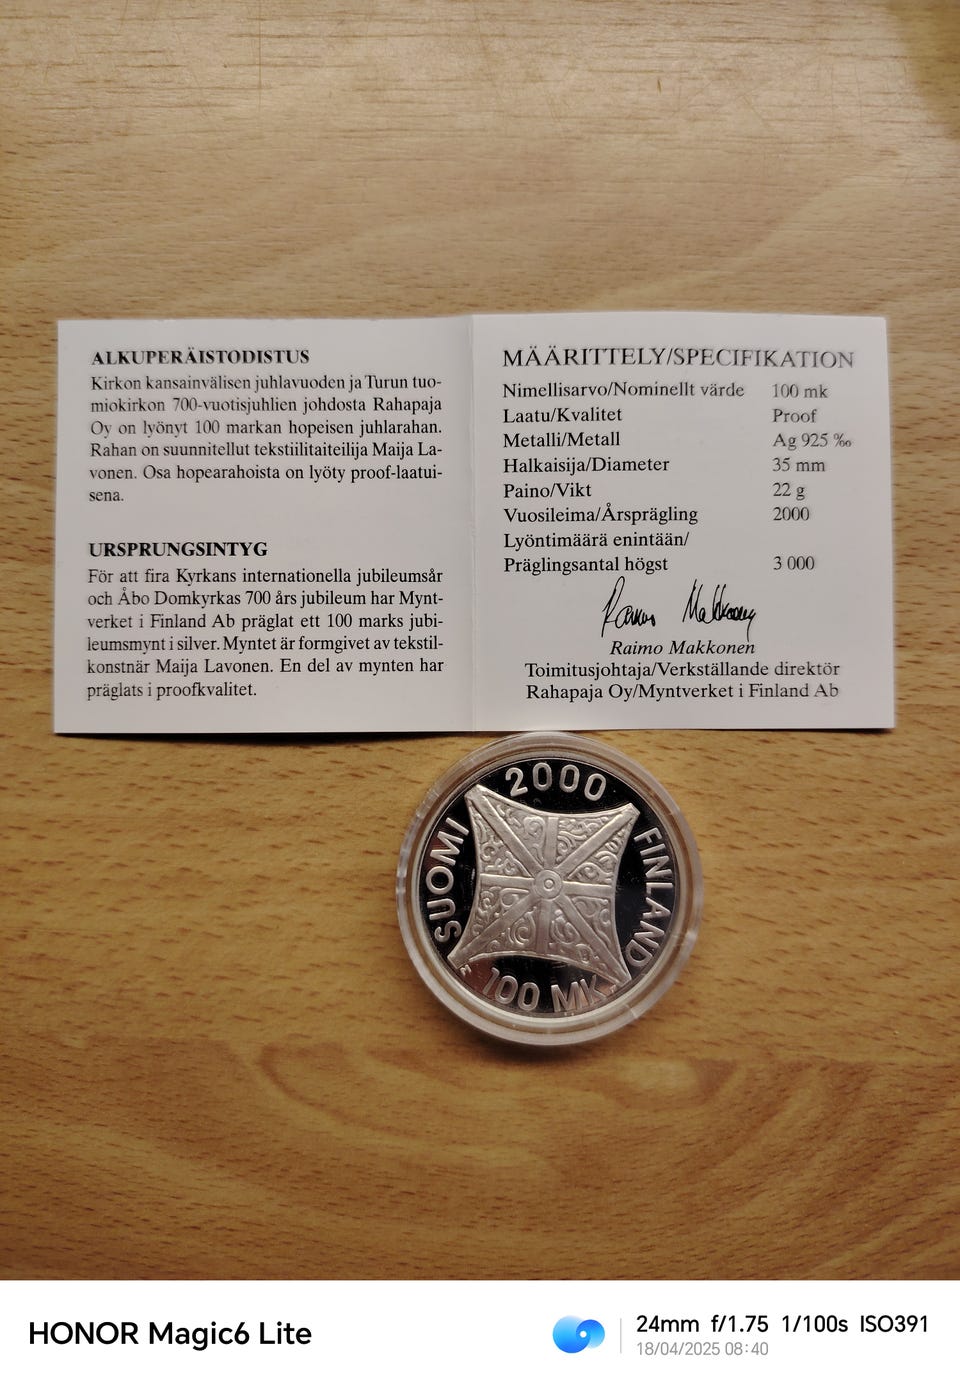 ALKUPERÄISTODISTUS
Kirkon kansainvälisen juhlavuoden ja Turun tuo-
miokirkon 700-vuotisjuhlien johdosta Rahapaja
Oy on lyönyt 100 markan hopeisen juhlarahan.
Rahan on suunnitellut tekstiilitaiteilija Maija La-
vonen. Osa hopearahoista on lyöty proof-laatui-
sena.
URSPRUNGSINTYG
För att fira Kyrkans internationella jubileumsår
och Åbo Domkyrkas 700 års jubileum har Mynt-
verket i Finland Ab präglat ett 100 marks jubi-
leumsmynt i silver. Myntet är formgivet av tekstil-
konstnär Maija Lavonen. En del av mynten har
präglats i proofkvalitet.
MÄÄRITTELY/SPECIFIKATION
Nimellisarvo/Nominellt värde 100 mk
Laatu/Kvalitet Proof
Metalli/Metall Ag 925 ‰
Halkaisija/Diameter 35 mm
Paino/Vikt 22 g
Vuosileima/Årsprägling 2000
Lyöntimäärä enintään/
Präglingsantal högst 3 000
Raimo Makkonen
Raimo Makkonen
Toimitusjohtaja/Verkställande direktör
Rahapaja Oy/Myntverket i Finland Ab
2000
SUOMI
FINLAND
100 MK
HONOR Magic6 Lite
24mm f/1.75 1/100s ISO391
18/04/2025 08:40